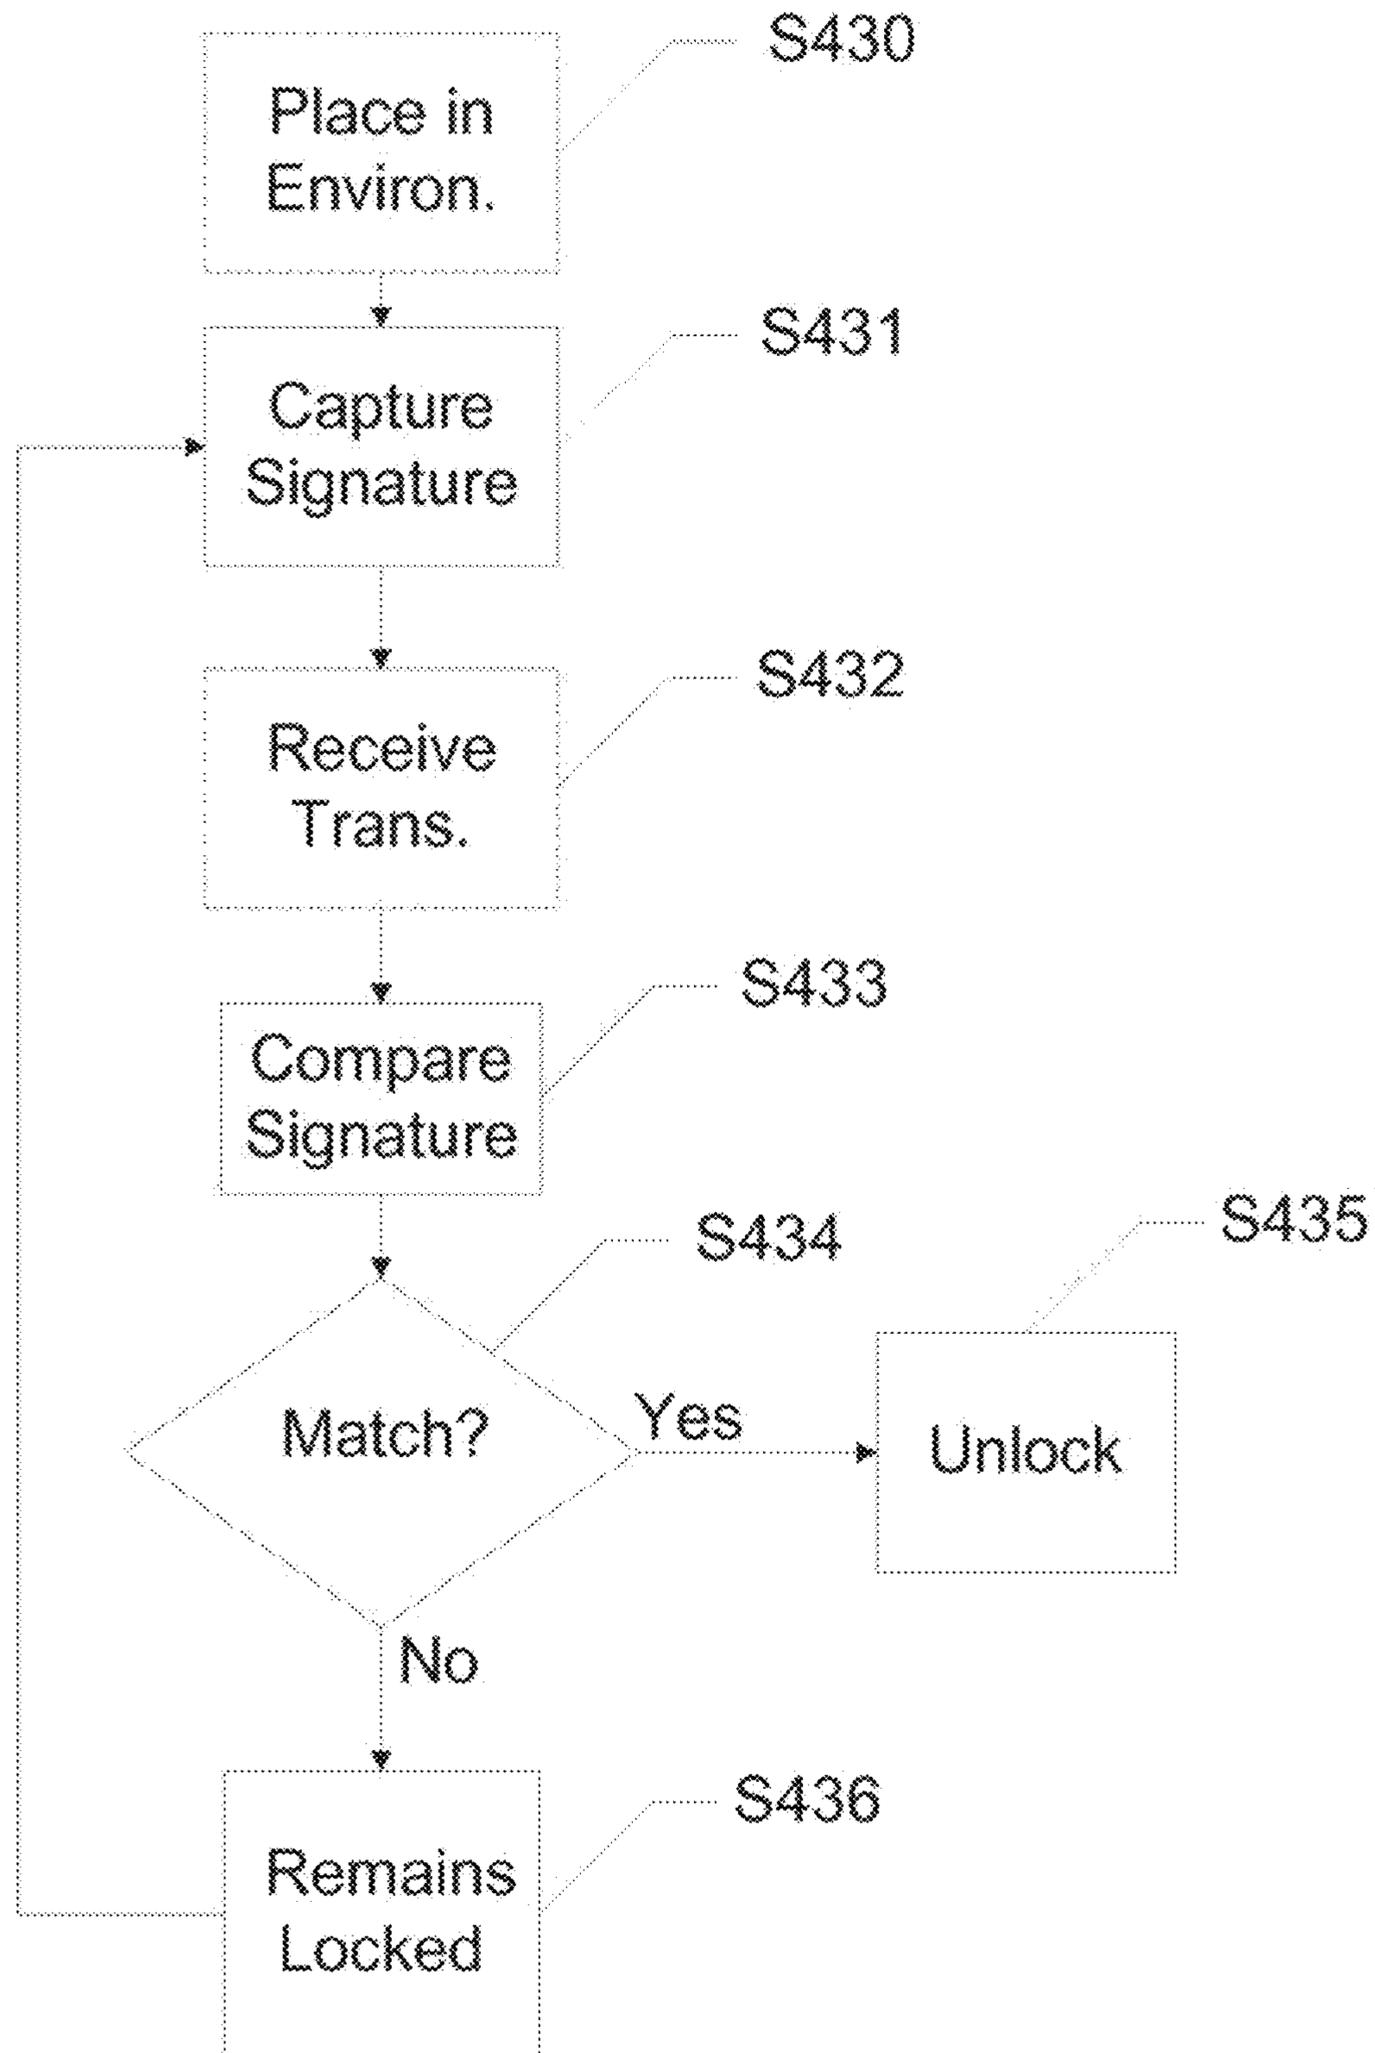 S430
Place in
Environ.
S431
Capture
Signature
S432
Receive
Trans.
S433
Compare
Signature
S434
S435
Match?
Yes
Unlock
No
S436
Remains
Locked